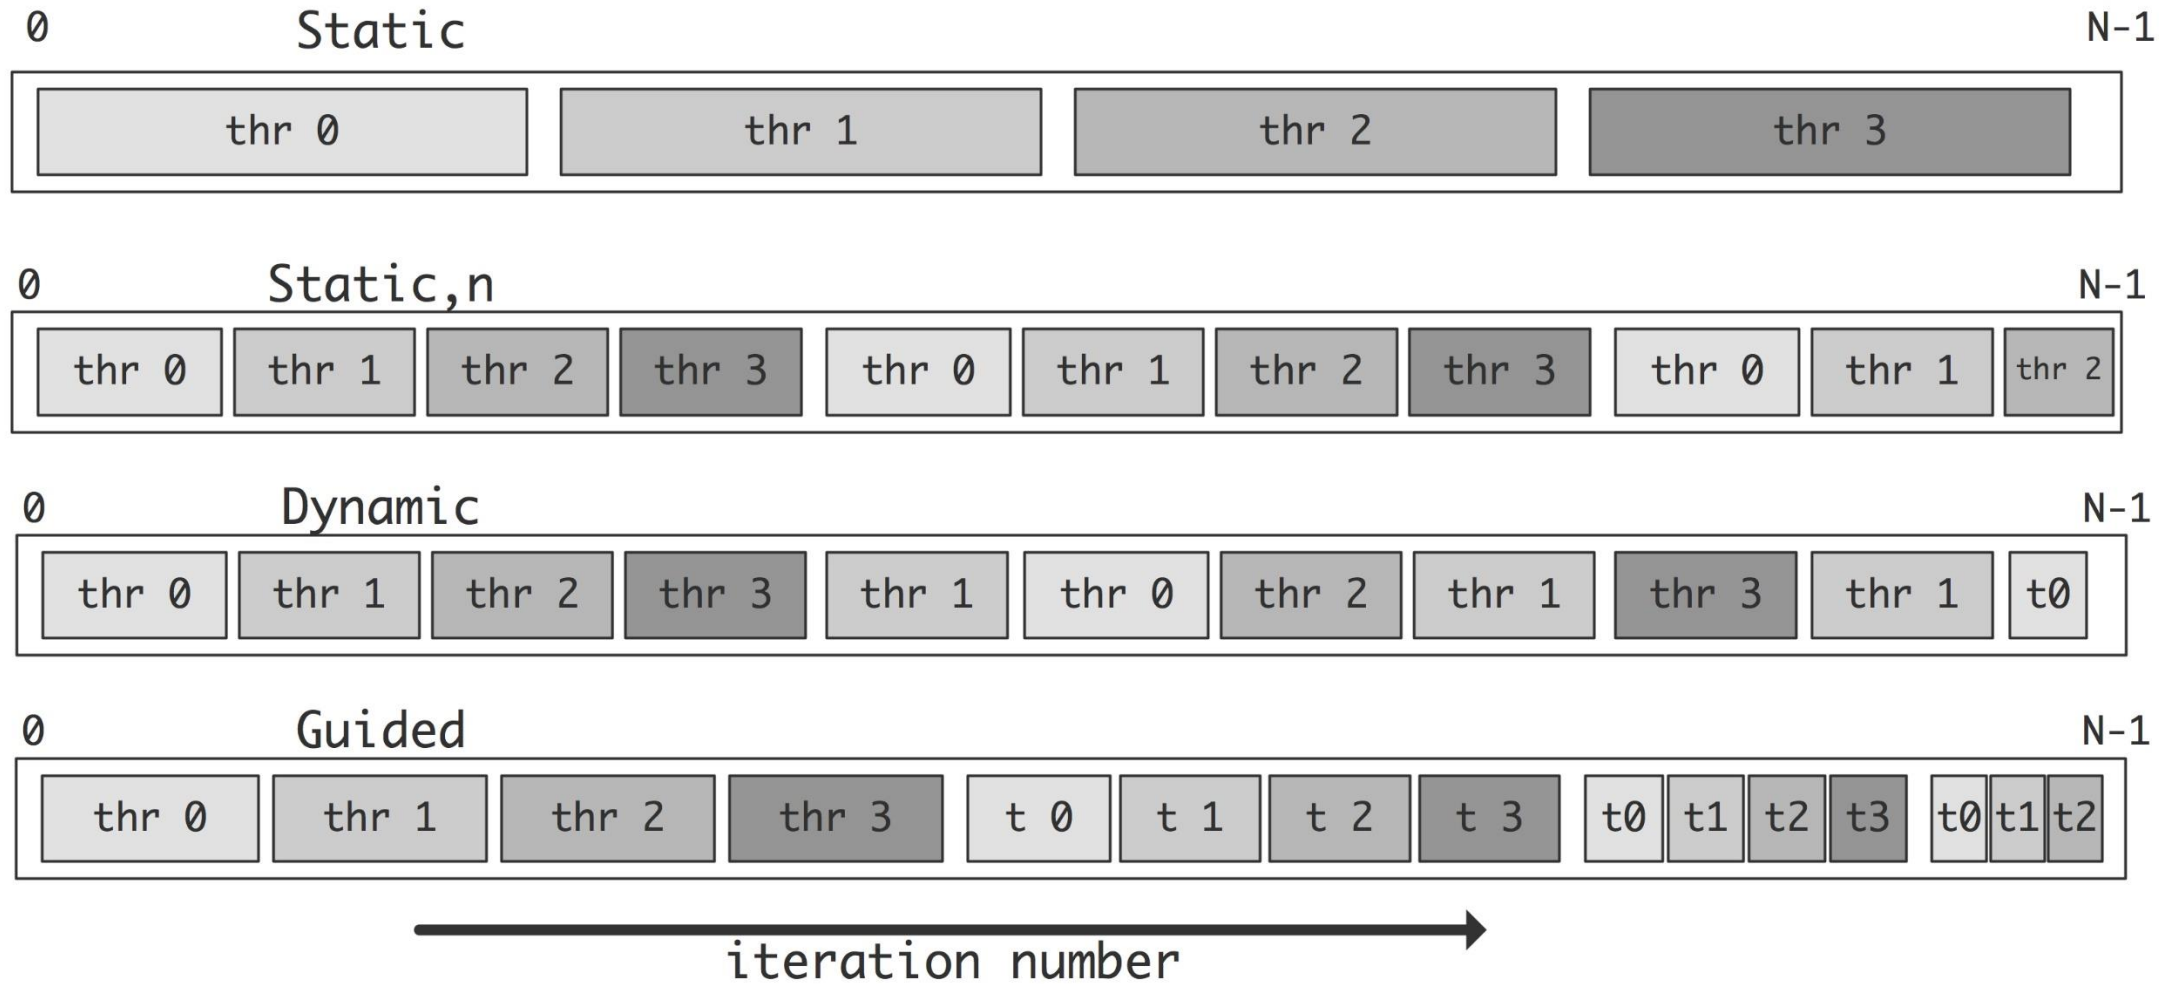 0 Static N-1
thr 0 thr 1 thr 2 thr 3
0 Static,n N-1
thr 0 thr 1 thr 2 thr 3 thr 0 thr 1 thr 2 thr 3 thr 0 thr 1 thr 2
0 Dynamic N-1
thr 0 thr 1 thr 2 thr 3 thr 1 thr 0 thr 2 thr 1 thr 3 thr 1 t0
0 Guided N-1
thr 0 thr 1 thr 2 thr 3 t 0 t 1 t 2 t 3 t0 t1 t2 t3 t0 t1 t2
iteration number